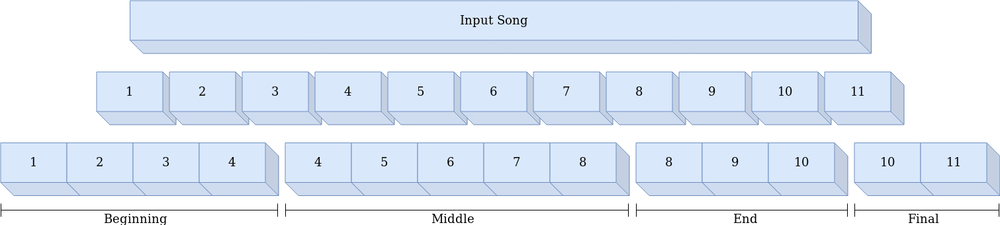 Input Song
1 2 3 4 5 6 7 8 9 10 11
1 2 3 4 4 5 6 7 8 8 9 10 10 11
Beginning Middle End Final